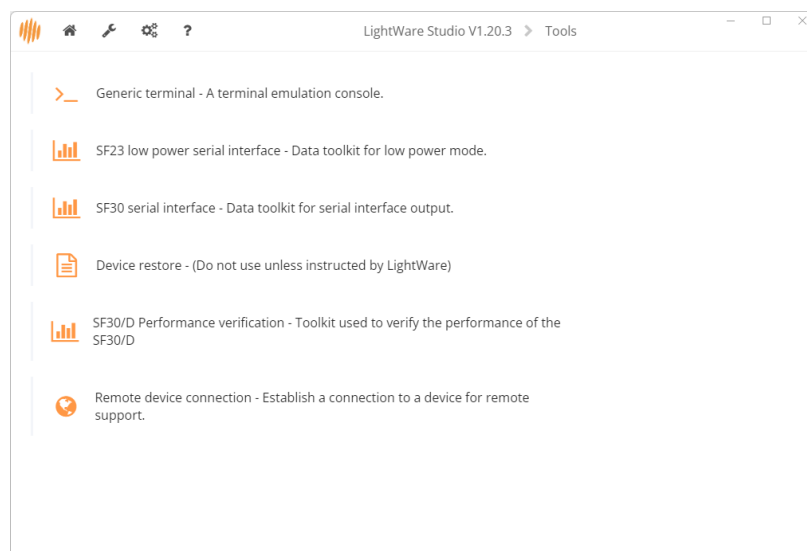 ? LightWare Studio V1.20.3 > Tools
>_ Generic terminal - A terminal emulation console.
SF23 low power serial interface - Data toolkit for low power mode.
SF30 serial interface - Data toolkit for serial interface output.
Device restore - (Do not use unless instructed by LightWare)
SF30/D Performance verification - Toolkit used to verify the performance of the
SF30/D
Remote device connection - Establish a connection to a device for remote
support.